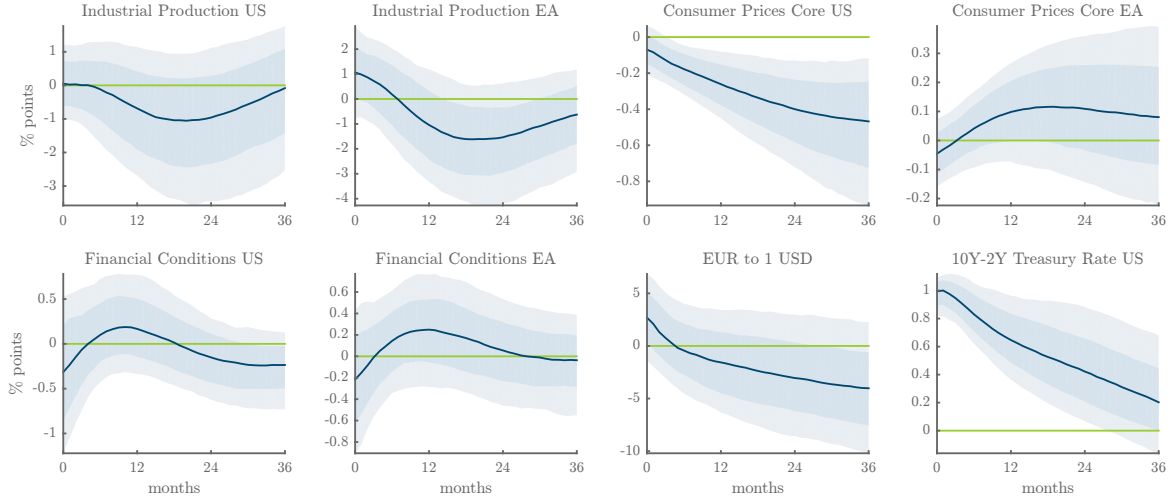 Industrial Production US
Industrial Production EA
Consumer Prices Core US
Consumer Prices Core EA
% points
1
0
-1
-2
-3
0 12 24 36
2
1
0
-1
-2
-3
-4
0 12 24 36
0
-0.2
-0.4
-0.6
-0.8
0 12 24 36
0.3
0.2
0.1
0
-0.1
-0.2
0 12 24 36
Financial Conditions US
Financial Conditions EA
EUR to 1 USD
10Y-2Y Treasury Rate US
% points
0.5
0
-0.5
-1
0 12 24 36
months
0.6
0.4
0.2
0
-0.2
-0.4
-0.6
-0.8
0 12 24 36
months
5
0
-5
-10
0 12 24 36
months
1
0.8
0.6
0.4
0.2
0
0 12 24 36
months